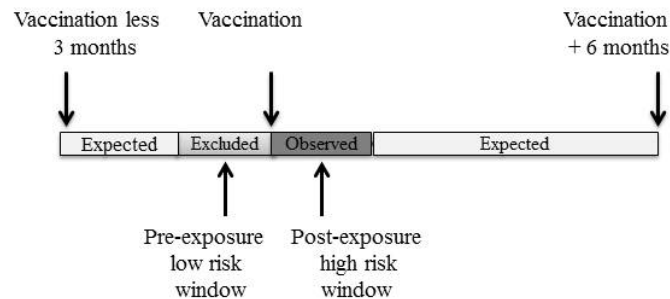 Vaccination less
3 months
Vaccination
Vaccination
+ 6 months
Expected
Excluded
Observed
Expected
Pre-exposure
low risk
window
Post-exposure
high risk
window